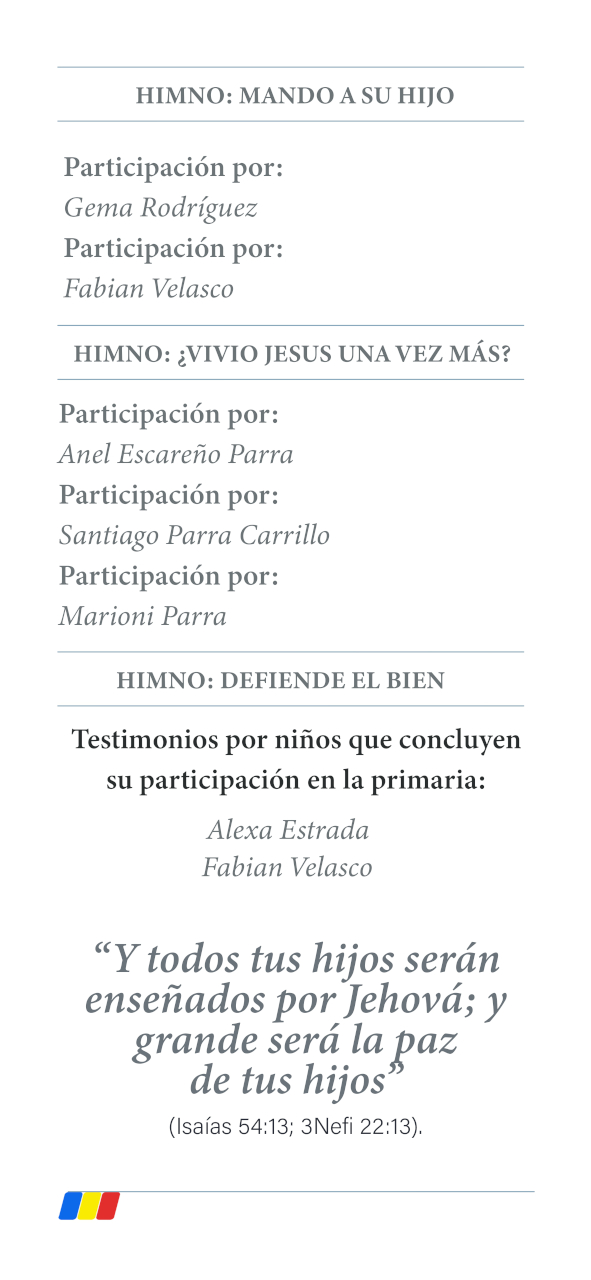 HIMNO: MANDO A SU HIJO
Participación por:
Gema Rodríguez
Participación por:
Fabian Velasco
HIMNO: ¿VIVIO JESUS UNA VEZ MÁS?
Participación por:
Anel Escareño Parra
Participación por:
Santiago Parra Carrillo
Participación por:
Marioni Parra
HIMNO: DEFIENDE EL BIEN
Testimonios por niños que concluyen
su participación en la primaria:
Alexa Estrada
Fabian Velasco
“Y todos tus hijos serán
enseñados por Jehová; y
grande será la paz
de tus hijos”
(Isaías 54:13; 3Nefi 22:13).